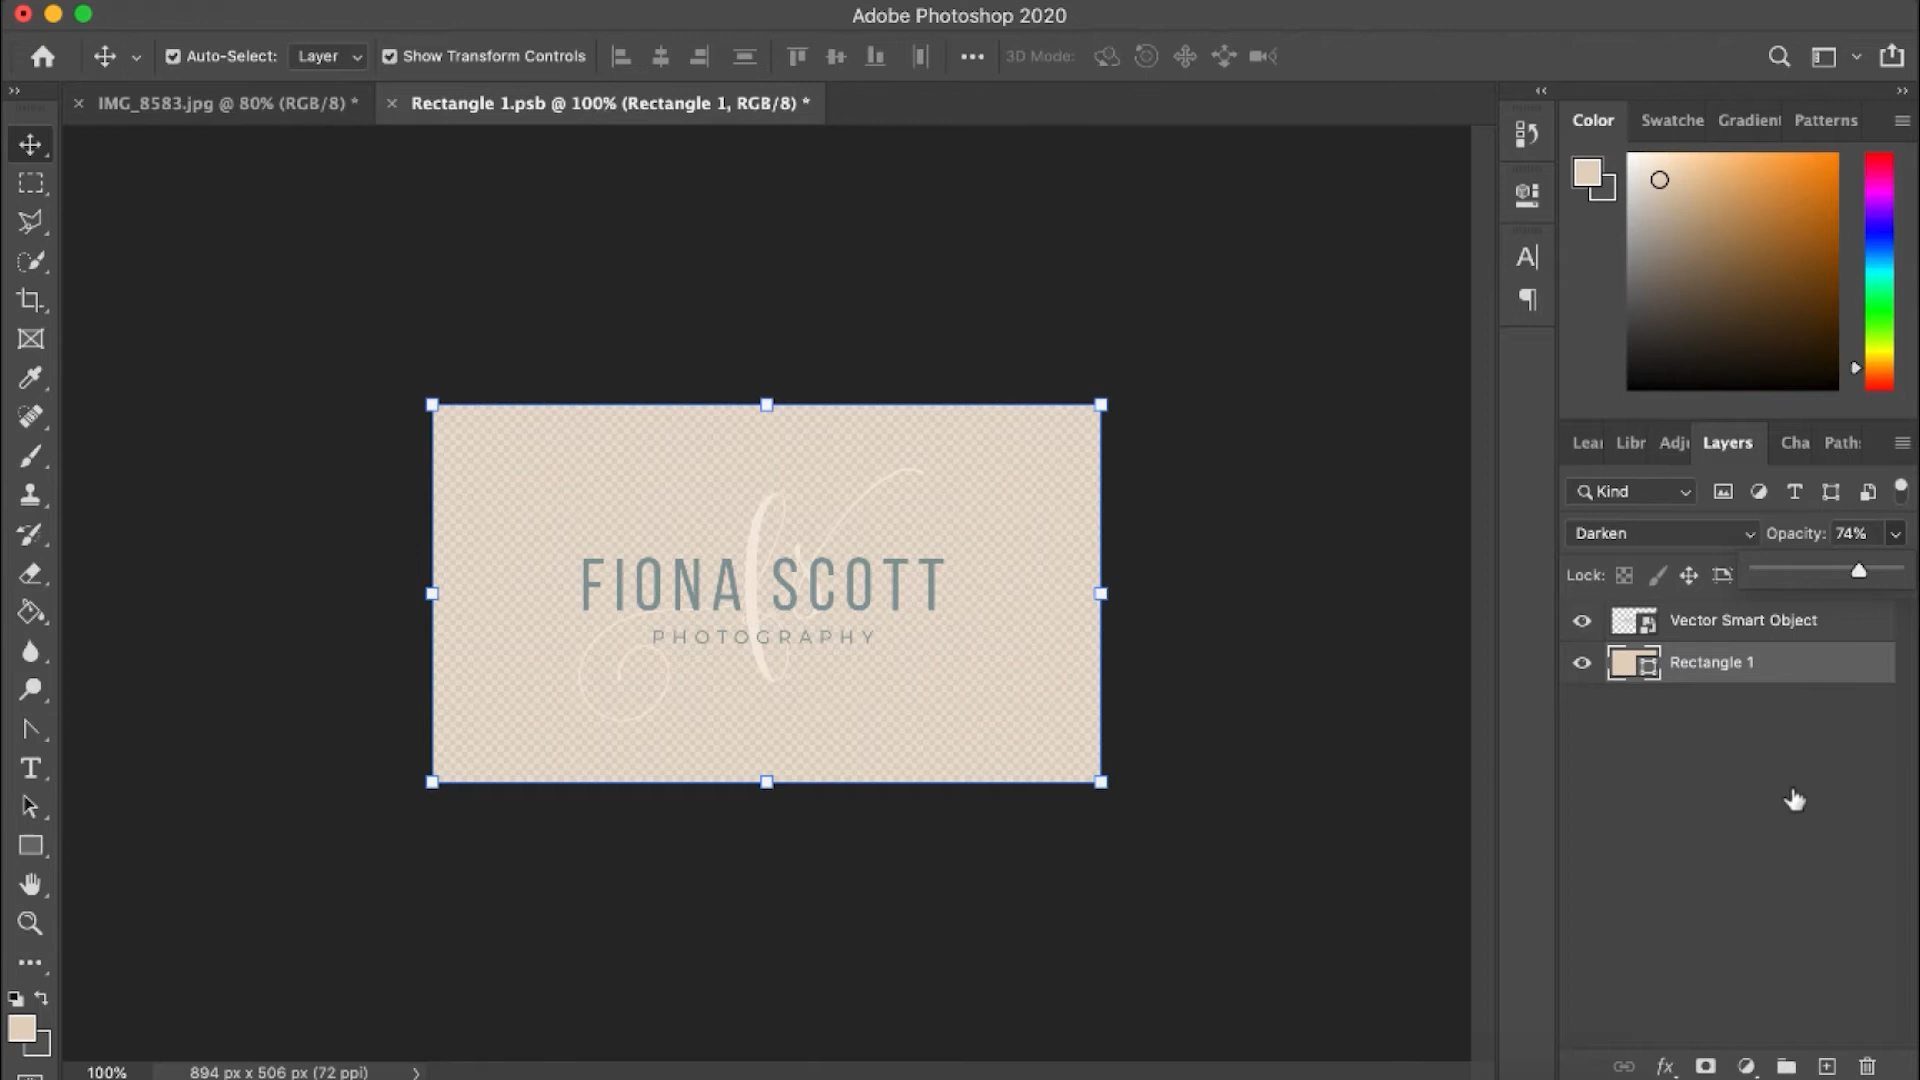 Adobe Photoshop 2020
Auto-Select: Layer Show Transform Controls 3D Mode:
IMG_8583.jpg @ 80% (RGB/8) * Rectangle 1.psb @ 100% (Rectangle 1, RGB/8) *
Color Swatche Gradient Patterns
Lear Libr Adju Layers Cha Path:
Kind
Darken Opacity: 74%
Lock:
Vector Smart Object
Rectangle 1
FIONA SCOTT
PHOTOGRAPHY
100% 894 px x 506 px (72 ppi)